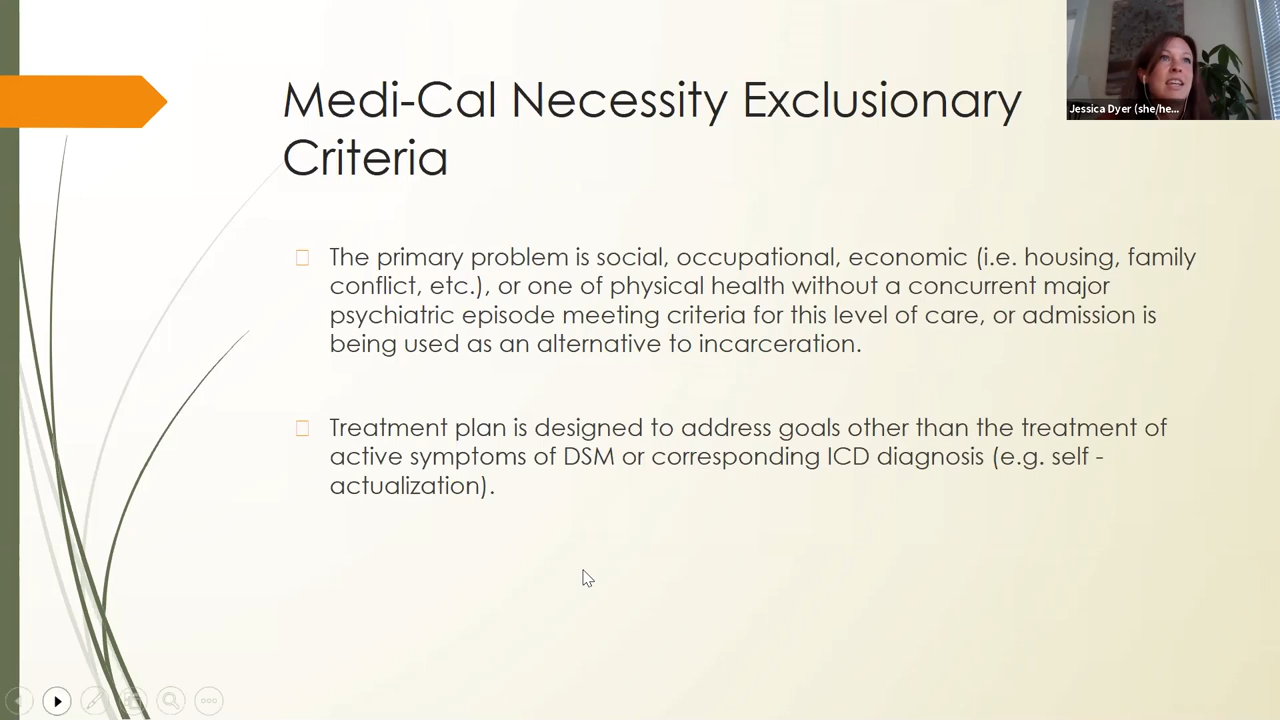 Medi-Cal Necessity Exclusionary
Criteria
Jessica Dyer (she/he...
The primary problem is social, occupational, economic (i.e. housing, family
conflict, etc.), or one of physical health without a concurrent major
psychiatric episode meeting criteria for this level of care, or admission is
being used as an alternative to incarceration.
Treatment plan is designed to address goals other than the treatment of
active symptoms of DSM or corresponding ICD diagnosis (e.g. self -
actualization).